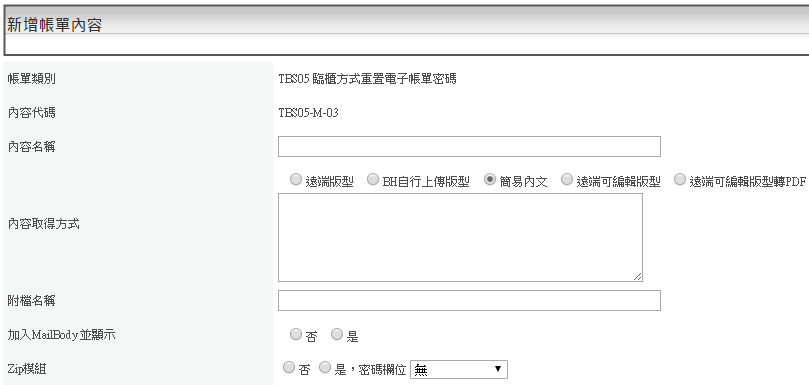 新增帳單內容
帳單類別 TBS05 臨櫃方式重置電子帳單密碼
內容代碼 TBS05-M-03
內容名稱
遠端版型 BH自行上傳版型 簡易內文 遠端可編輯版型 遠端可編輯版型轉PDF
內容取得方式
附檔名稱
加入MailBody並顯示 否 是
Zip模組 否 是，密碼欄位 無